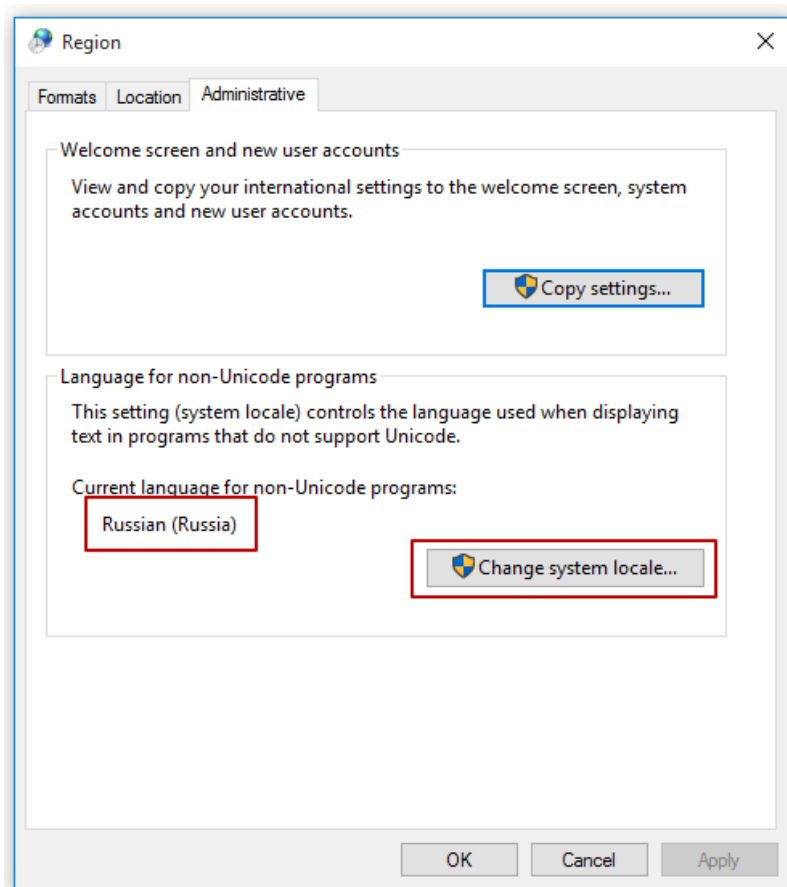 Region
Formats
Location
Administrative
Welcome screen and new user accounts
View and copy your international settings to the welcome screen, system
accounts and new user accounts.
Copy settings...
Language for non-Unicode programs
This setting (system locale) controls the language used when displaying
text in programs that do not support Unicode.
Current language for non-Unicode programs:
Russian (Russia)
Change system locale...
OK
Cancel
Apply